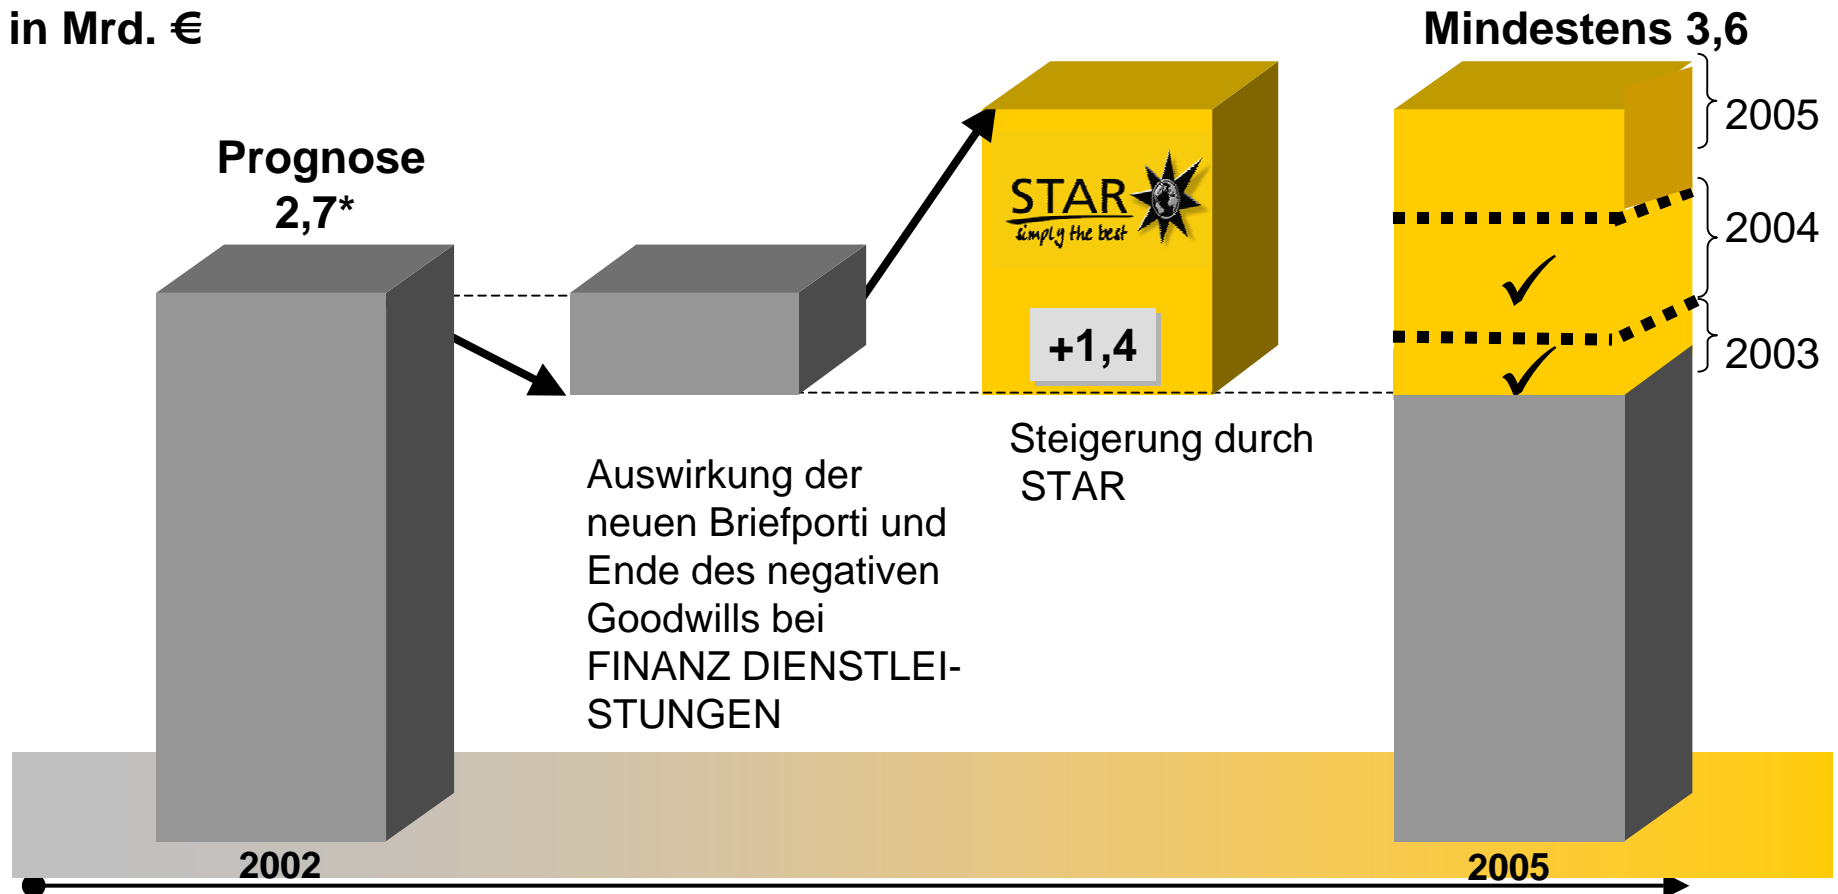 in Mrd. €
Mindestens 3,6
Prognose
2,7*
STAR
simply the best
+1,4
2005
2004
2003
Auswirkung der
neuen Briefporti und
Ende des negativen
Goodwills bei
FINANZ DIENSTLEI-
STUNGEN
Steigerung durch
STAR
2002
2005